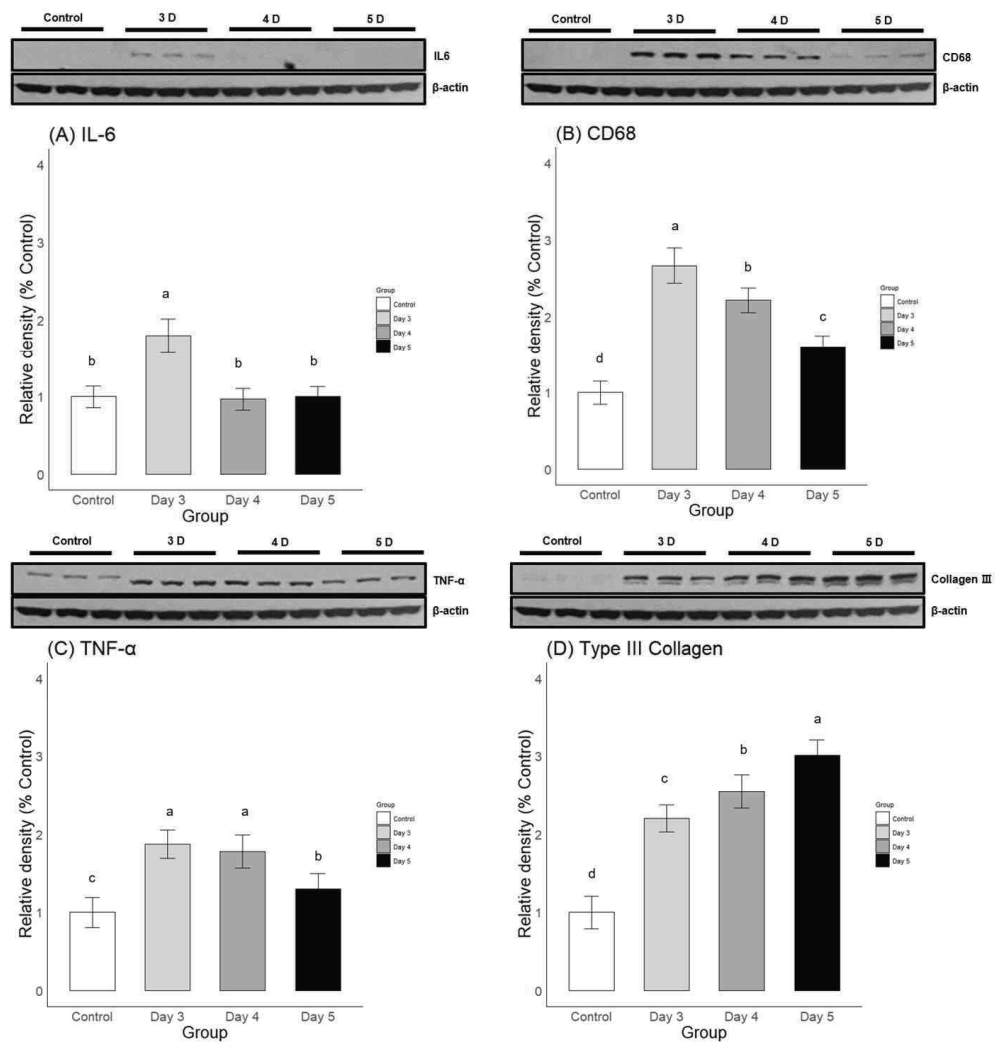 Control 3 D 4 D 5 D
IL6
β-actin
(A) IL-6
Relative density (% Control)
4
3
2
1
0
a
b b b
Group
Control
Day 3
Day 4
Day 5
Control Day 3 Day 4 Day 5
Group
Control 3 D 4 D 5 D
CD68
β-actin
(B) CD68
Relative density (% Control)
4
3
2
1
0
a
b
c
d
Group
Control
Day 3
Day 4
Day 5
Control Day 3 Day 4 Day 5
Group
Control 3 D 4 D 5 D
TNF-α
β-actin
(C) TNF-α
Relative density (% Control)
4
3
2
1
0
a a
b
c
Group
Control
Day 3
Day 4
Day 5
Control Day 3 Day 4 Day 5
Group
Control 3 D 4 D 5 D
Collagen Ⅲ
β-actin
(D) Type III Collagen
Relative density (% Control)
4
3
2
1
0
a
b
c
d
Group
Control
Day 3
Day 4
Day 5
Control Day 3 Day 4 Day 5
Group